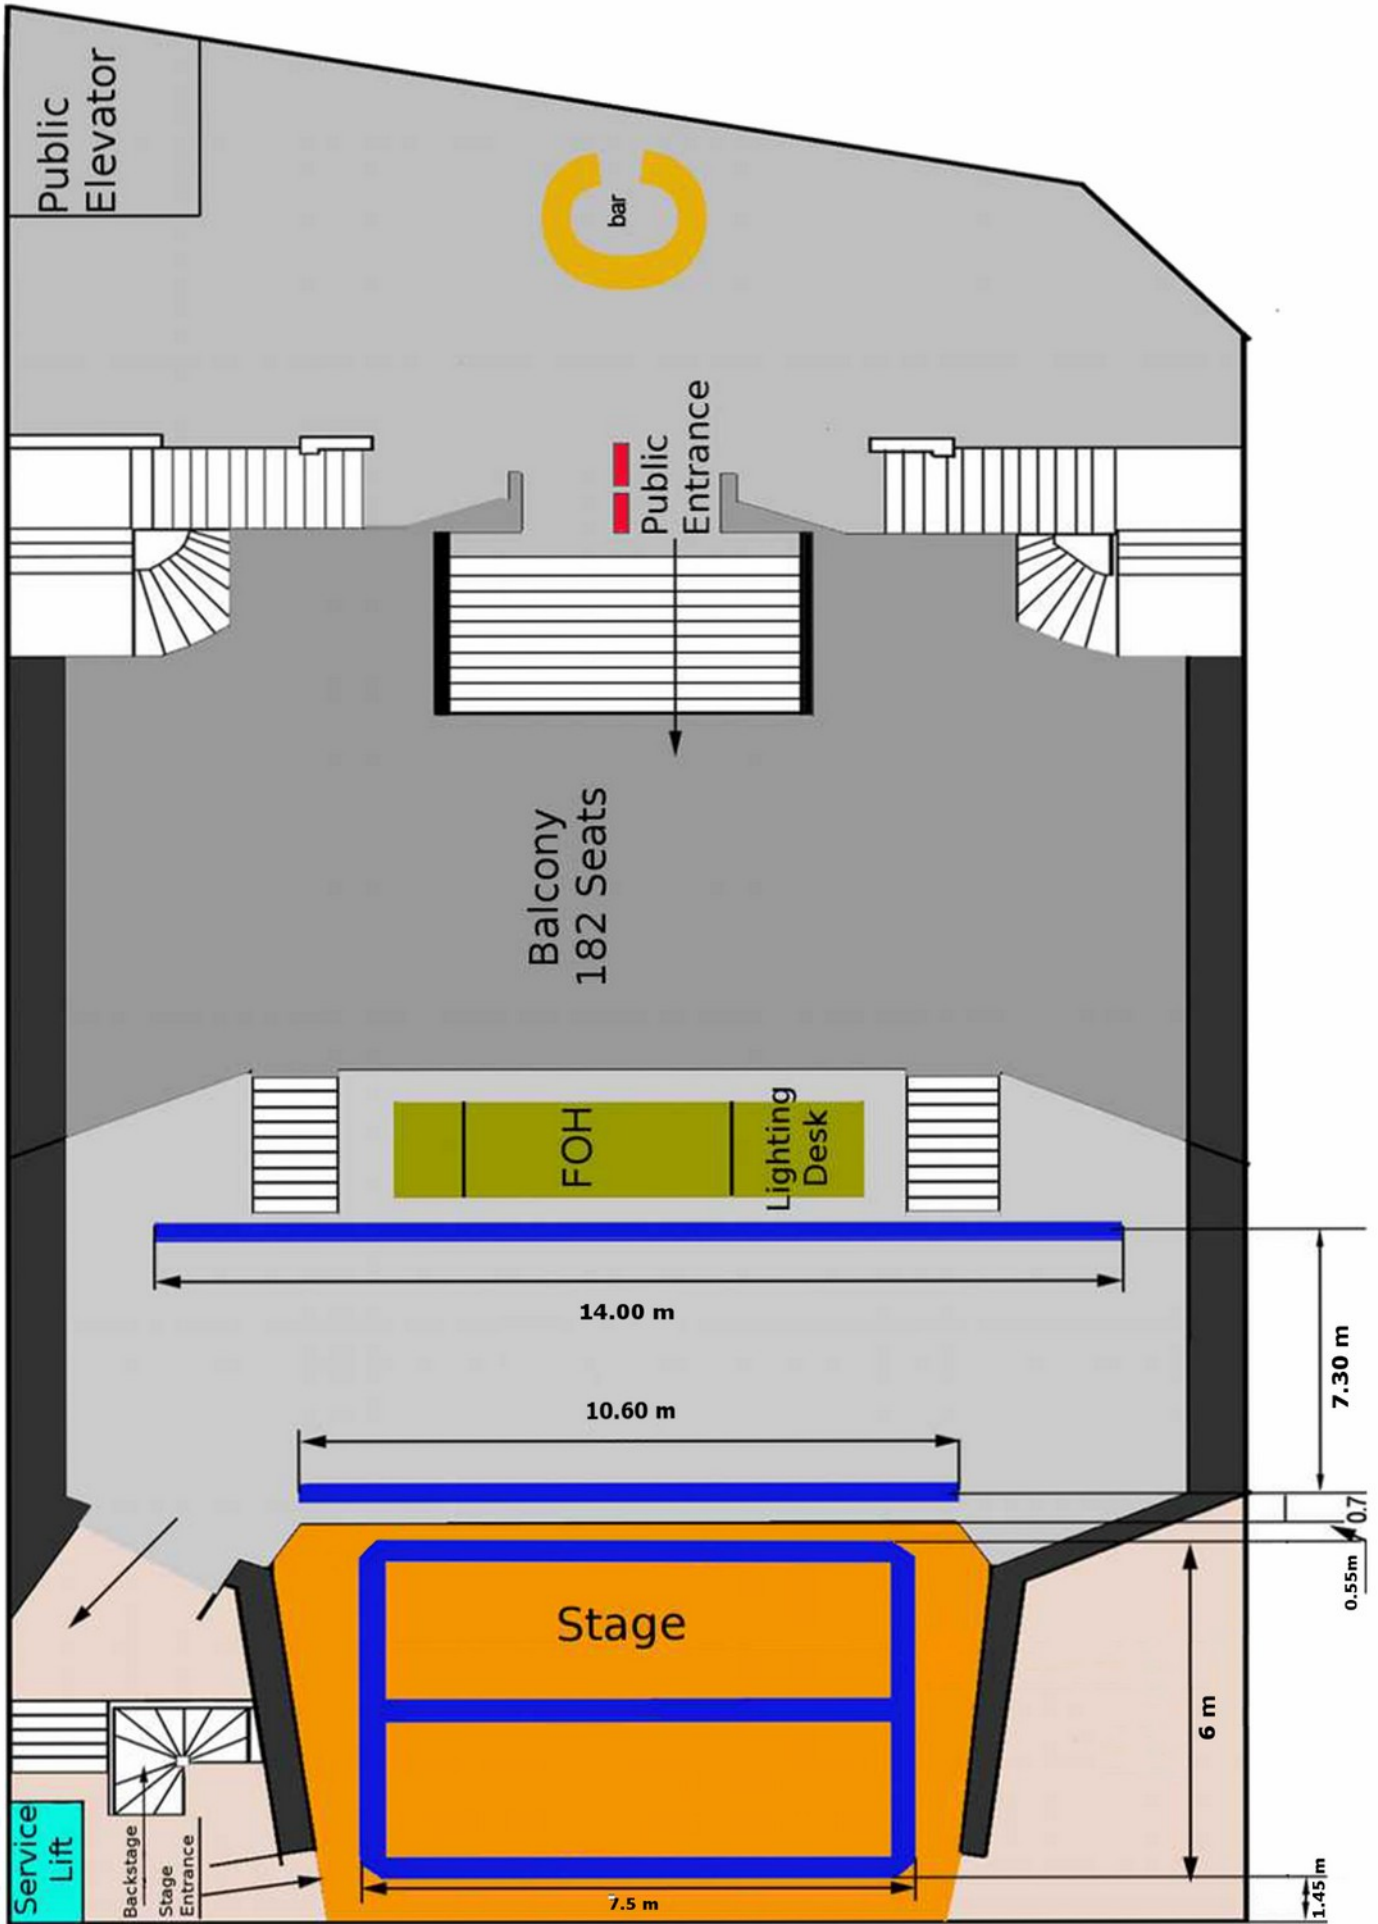 Public
Elevator
bar
Public
Entrance
Balcony
182 Seats
FOH
Lighting
Desk
14.00 m
7.30 m
10.60 m
0.7
0.55m
Stage
6 m
Service
Lift
Backstage
Stage
Entrance
7.5 m
1.45 m